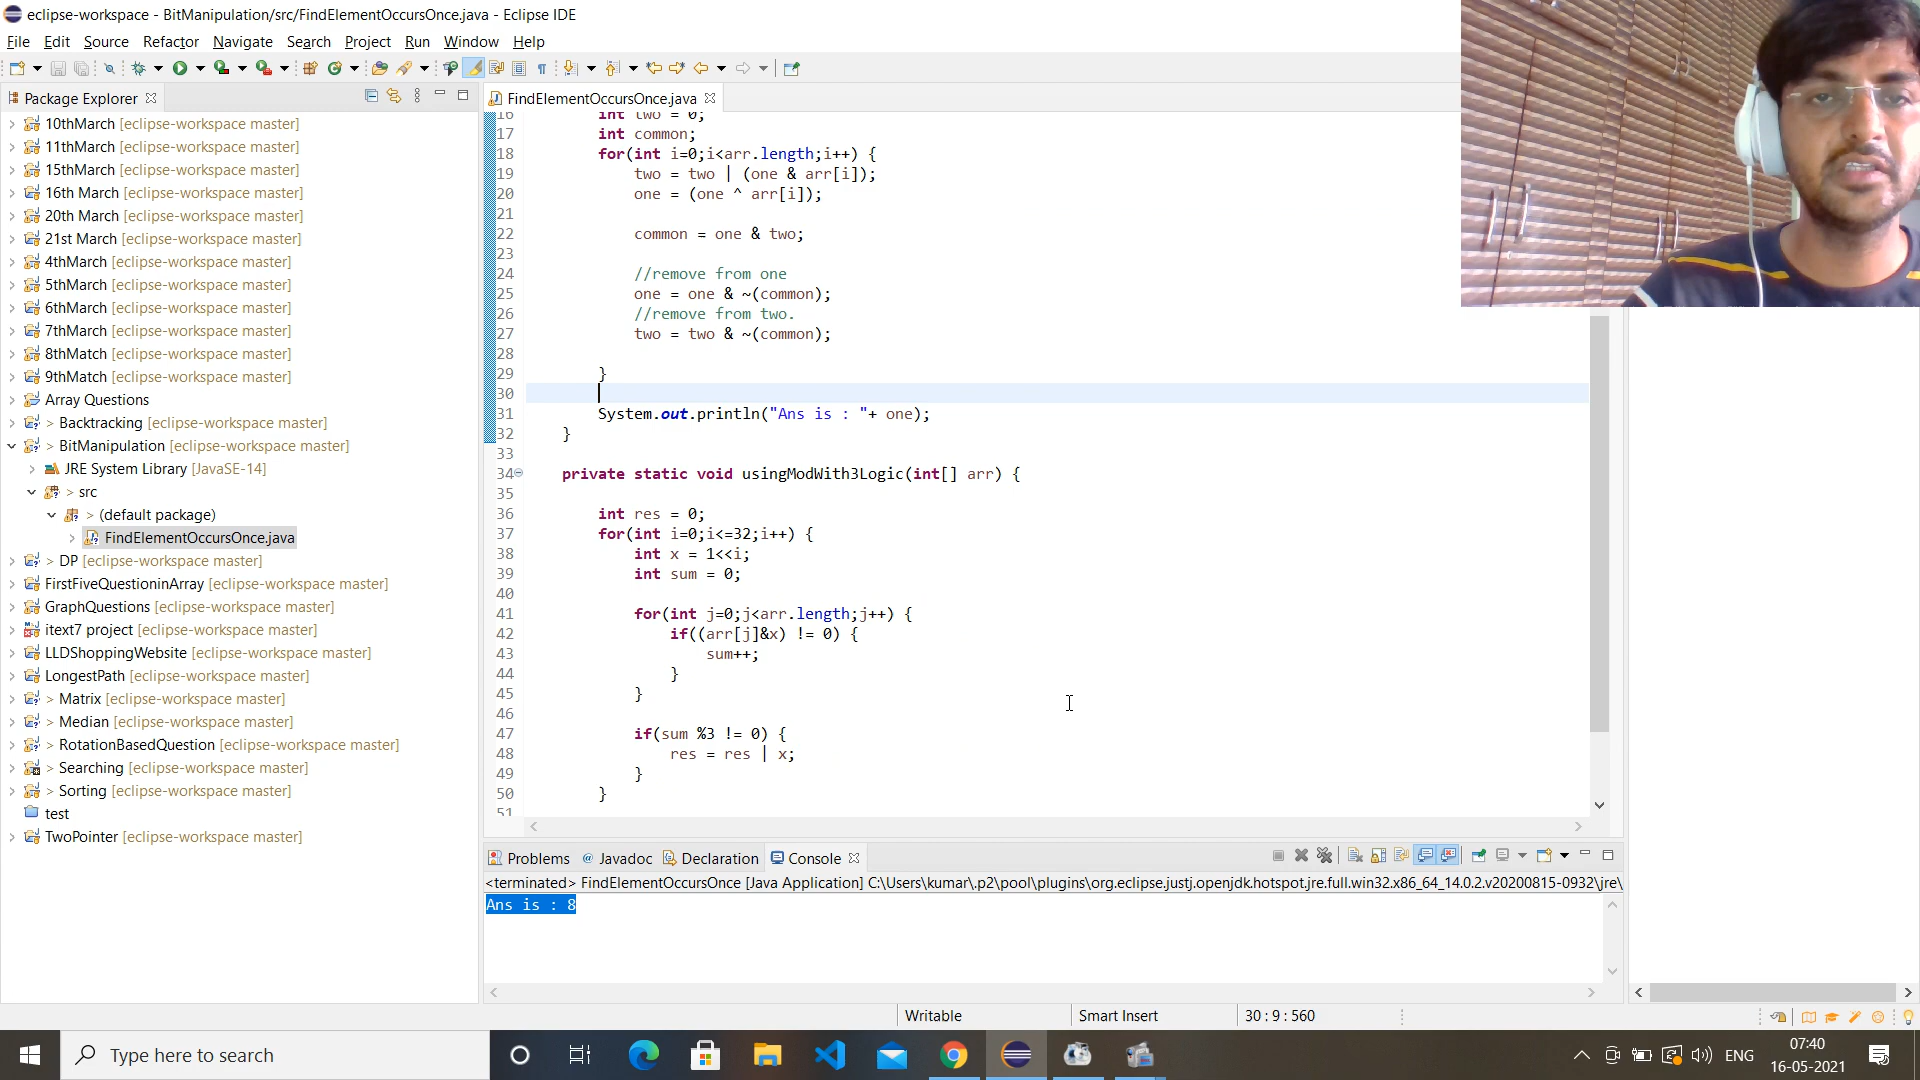 eclipse-workspace - BitManipulation/src/FindElementOccursOnce.java - Eclipse IDE
File Edit Source Refactor Navigate Search Project Run Window Help
Package Explorer
10thMarch [eclipse-workspace master]
11thMarch [eclipse-workspace master]
15thMarch [eclipse-workspace master]
16th March [eclipse-workspace master]
20th March [eclipse-workspace master]
21st March [eclipse-workspace master]
4thMarch [eclipse-workspace master]
5thMarch [eclipse-workspace master]
6thMarch [eclipse-workspace master]
7thMarch [eclipse-workspace master]
8thMatch [eclipse-workspace master]
9thMatch [eclipse-workspace master]
Array Questions
> Backtracking [eclipse-workspace master]
> BitManipulation [eclipse-workspace master]
JRE System Library [JavaSE-14]
> src
> (default package)
FindElementOccursOnce.java
> DP [eclipse-workspace master]
FirstFiveQuestioninArray [eclipse-workspace master]
GraphQuestions [eclipse-workspace master]
itext7 project [eclipse-workspace master]
LLDShoppingWebsite [eclipse-workspace master]
LongestPath [eclipse-workspace master]
> Matrix [eclipse-workspace master]
> Median [eclipse-workspace master]
> RotationBasedQuestion [eclipse-workspace master]
> Searching [eclipse-workspace master]
> Sorting [eclipse-workspace master]
test
TwoPointer [eclipse-workspace master]
FindElementOccursOnce.java
16 int two = 0;
17 int common;
18 for(int i=0;i<arr.length;i++) {
19 two = two | (one & arr[i]);
20 one = (one ^ arr[i]);
21
22 common = one & two;
23
24 //remove from one
25 one = one & ~(common);
26 //remove from two.
27 two = two & ~(common);
28
29 }
30
31 System.out.println("Ans is : "+ one);
32 }
33
34 private static void usingModWith3Logic(int[] arr) {
35
36 int res = 0;
37 for(int i=0;i<=32;i++) {
38 int x = 1<<i;
39 int sum = 0;
40
41 for(int j=0;j<arr.length;j++) {
42 if((arr[j]&x) != 0) {
43 sum++;
44 }
45 }
46
47 if(sum %3 != 0) {
48 res = res | x;
49 }
50 }
51
Problems @ Javadoc Declaration Console
<terminated> FindElementOccursOnce [Java Application] C:\Users\kumar\.p2\pool\plugins\org.eclipse.justj.openjdk.hotspot.jre.full.win32.x86_64_14.0.2.v20200815-0932\jre\
Ans is : 8
Writable Smart Insert 30 : 9 : 560
Type here to search
ENG
07:40
16-05-2021